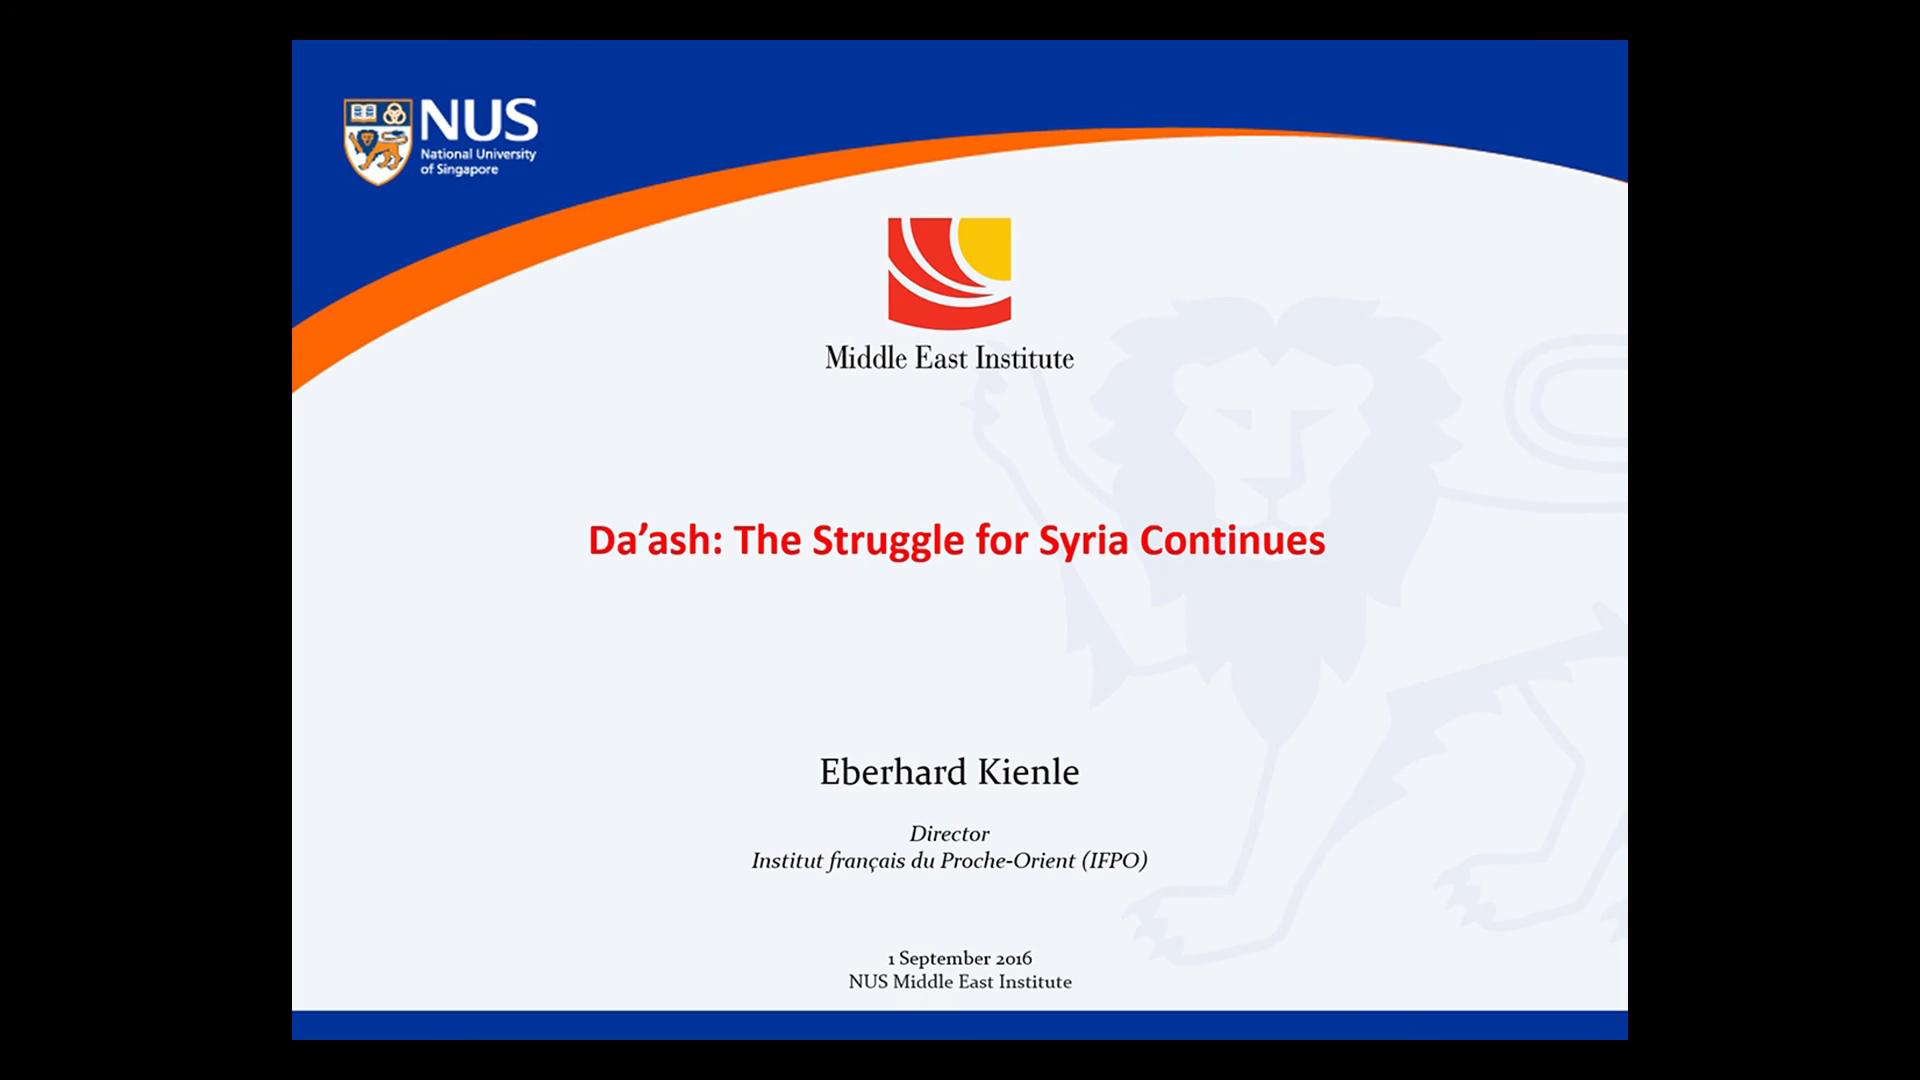 NUS
National University
of Singapore
Middle East Institute
Da’ash: The Struggle for Syria Continues
Eberhard Kienle
Director
Institut français du Proche-Orient (IFPO)
1 September 2016
NUS Middle East Institute